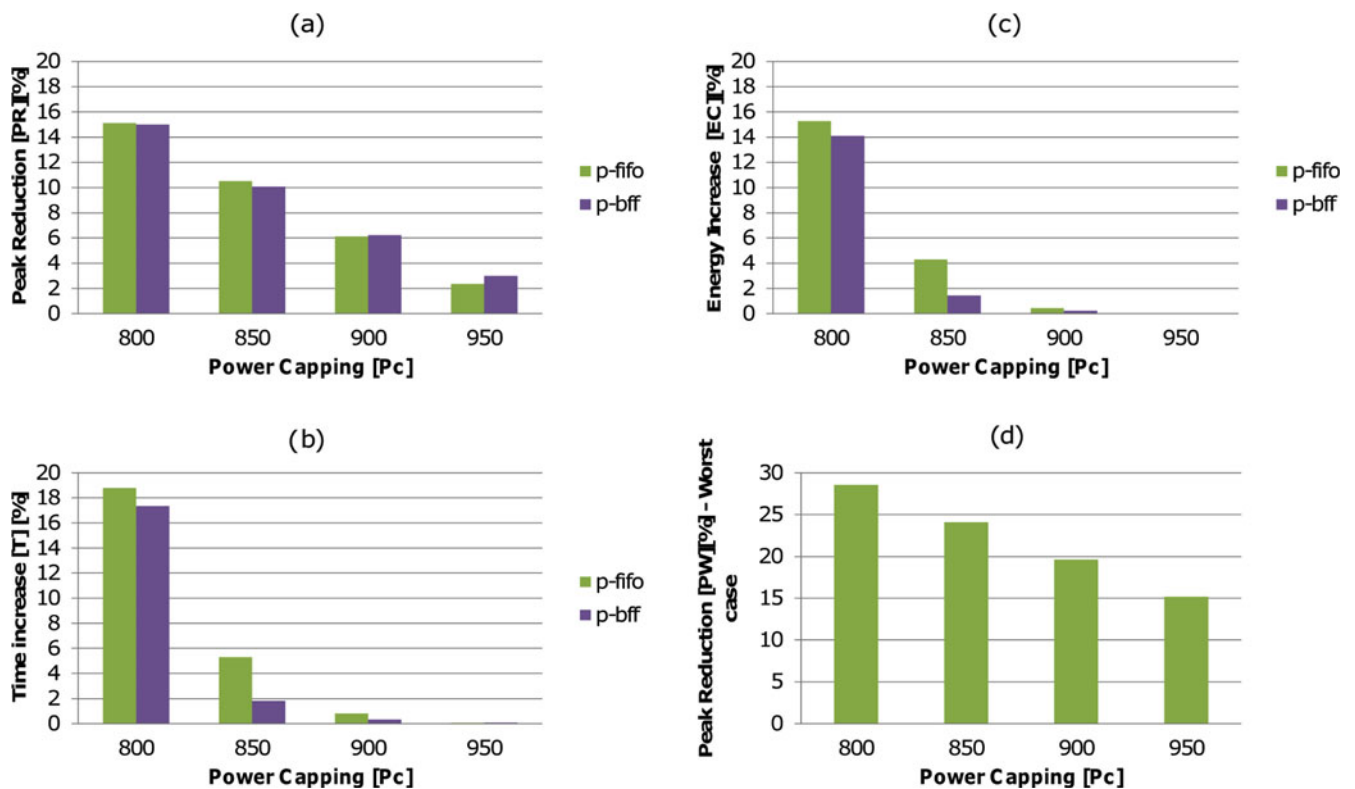 (a)
Peak Reduction [PR][%]
20
18
16
14
12
10
8
6
4
2
0
800 850 900 950
Power Capping [Pc]
p-fifo
p-bff
(c)
Energy Increase [EC][%]
20
18
16
14
12
10
8
6
4
2
0
800 850 900 950
Power Capping [Pc]
p-fifo
p-bff
(b)
Time increase [T] [%]
20
18
16
14
12
10
8
6
4
2
0
800 850 900 950
Power Capping [Pc]
p-fifo
p-bff
(d)
Peak Reduction [PW][%] - Worst
case
30
25
20
15
10
5
0
800 850 900 950
Power Capping [Pc]